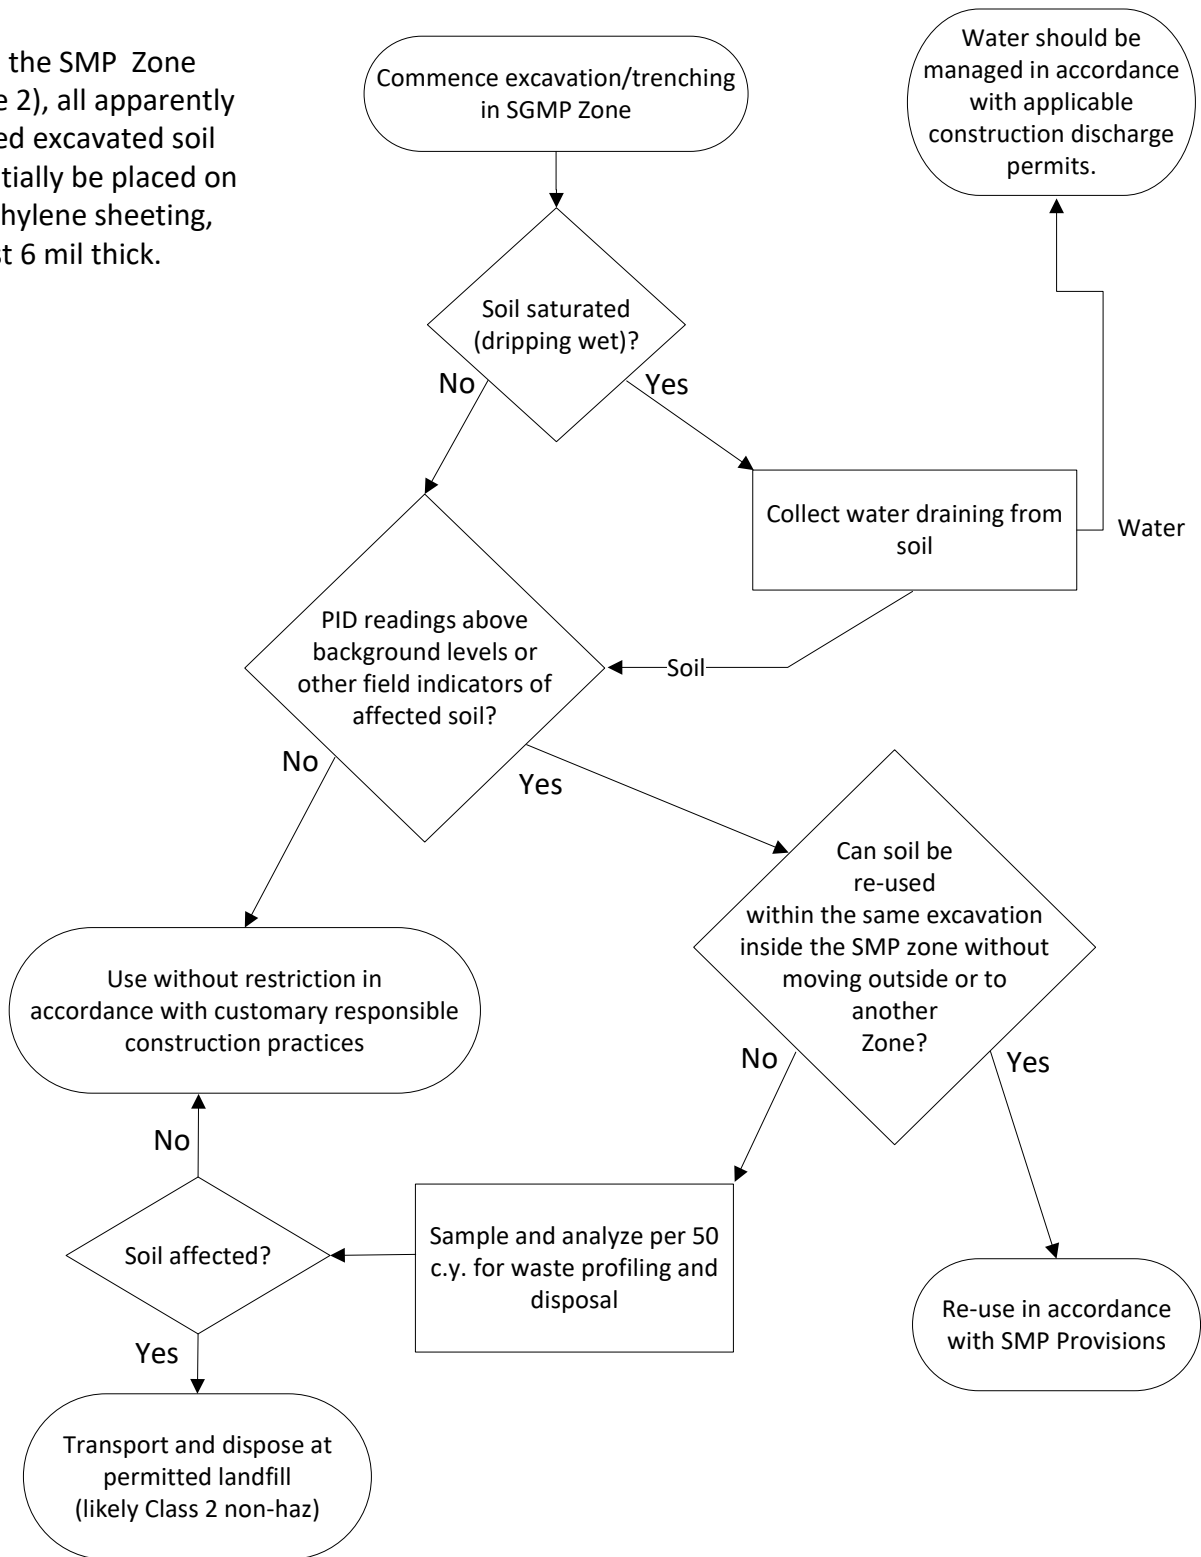 the SMP  Zone
e 2), all apparently
ed excavated soil
tially be placed on
hylene sheeting,
st 6 mil thick.
Commence excavation/trenching
in SGMP Zone
Water should be
managed in accordance
with applicable
construction discharge
permits.
Soil saturated
(dripping wet)?
No
Yes
Collect water draining from
soil
Water
PID readings above
background levels or
other field indicators of
affected soil?
Soil
No
Yes
Can soil be
re-used
within the same excavation
inside the SMP zone without
moving outside or to
another
Zone?
Use without restriction in
accordance with customary responsible
construction practices
No
Yes
No
Soil affected?
Sample and analyze per 50
c.y. for waste profiling and
disposal
Re-use in accordance
with SMP Provisions
Yes
Transport and dispose at
permitted landfill
(likely Class 2 non-haz)